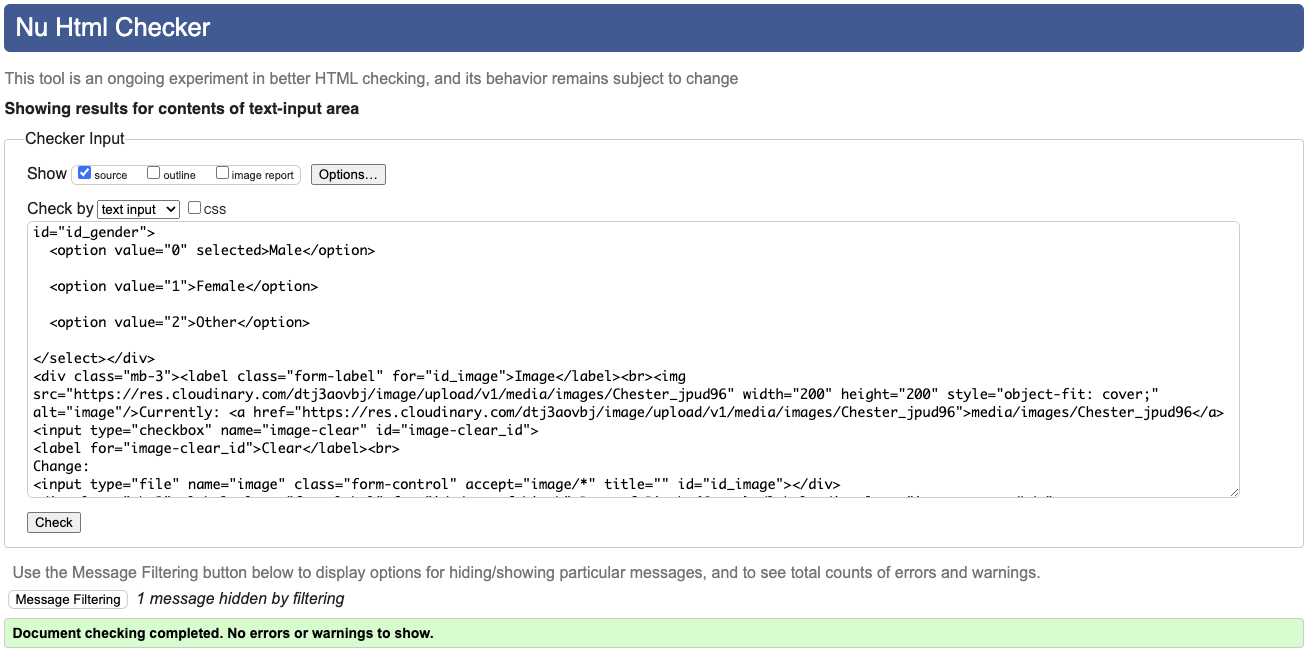 Nu Html Checker
This tool is an ongoing experiment in better HTML checking, and its behavior remains subject to change
Showing results for contents of text-input area
Checker Input
Show source outline image report Options...
Check by text input CSS
id="id_gender">
  <option value="0" selected>Male</option>
  <option value="1">Female</option>
  <option value="2">Other</option>
</select></div>
<div class="mb-3"><label class="form-label" for="id_image">Image</label><br><img
src="https://res.cloudinary.com/dtj3aovbj/image/upload/v1/media/images/Chester_jpud96" width="200" height="200" style="object-fit: cover;"
alt="image"/>Currently: <a href="https://res.cloudinary.com/dtj3aovbj/image/upload/v1/media/images/Chester_jpud96">media/images/Chester_jpud96</a>
<input type="checkbox" name="image-clear" id="image-clear_id">
<label for="image-clear_id">Clear</label><br>
Change:
<input type="file" name="image" class="form-control" accept="image/*" title="" id="id_image"></div>
Check
Use the Message Filtering button below to display options for hiding/showing particular messages, and to see total counts of errors and warnings.
Message Filtering 1 message hidden by filtering
Document checking completed. No errors or warnings to show.